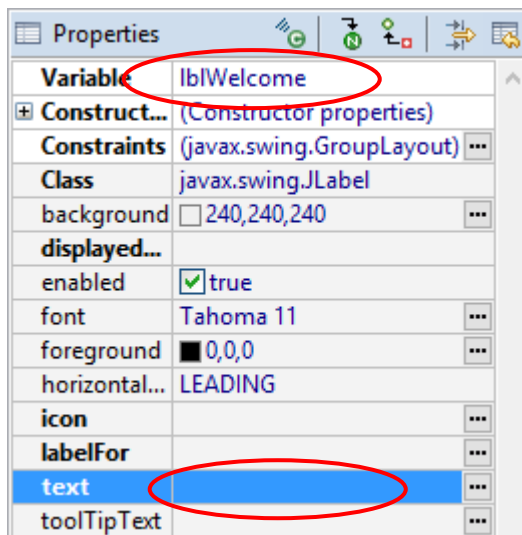 Properties
Variable lblWelcome
Construct... (Constructor properties)
Constraints (javax.swing.GroupLayout) ...
Class javax.swing.JLabel
background 240,240,240 ...
displayed...
enabled true
font Tahoma 11 ...
foreground 0,0,0 ...
horizontal... LEADING
icon ...
labelFor ...
text ...
toolTipText ...